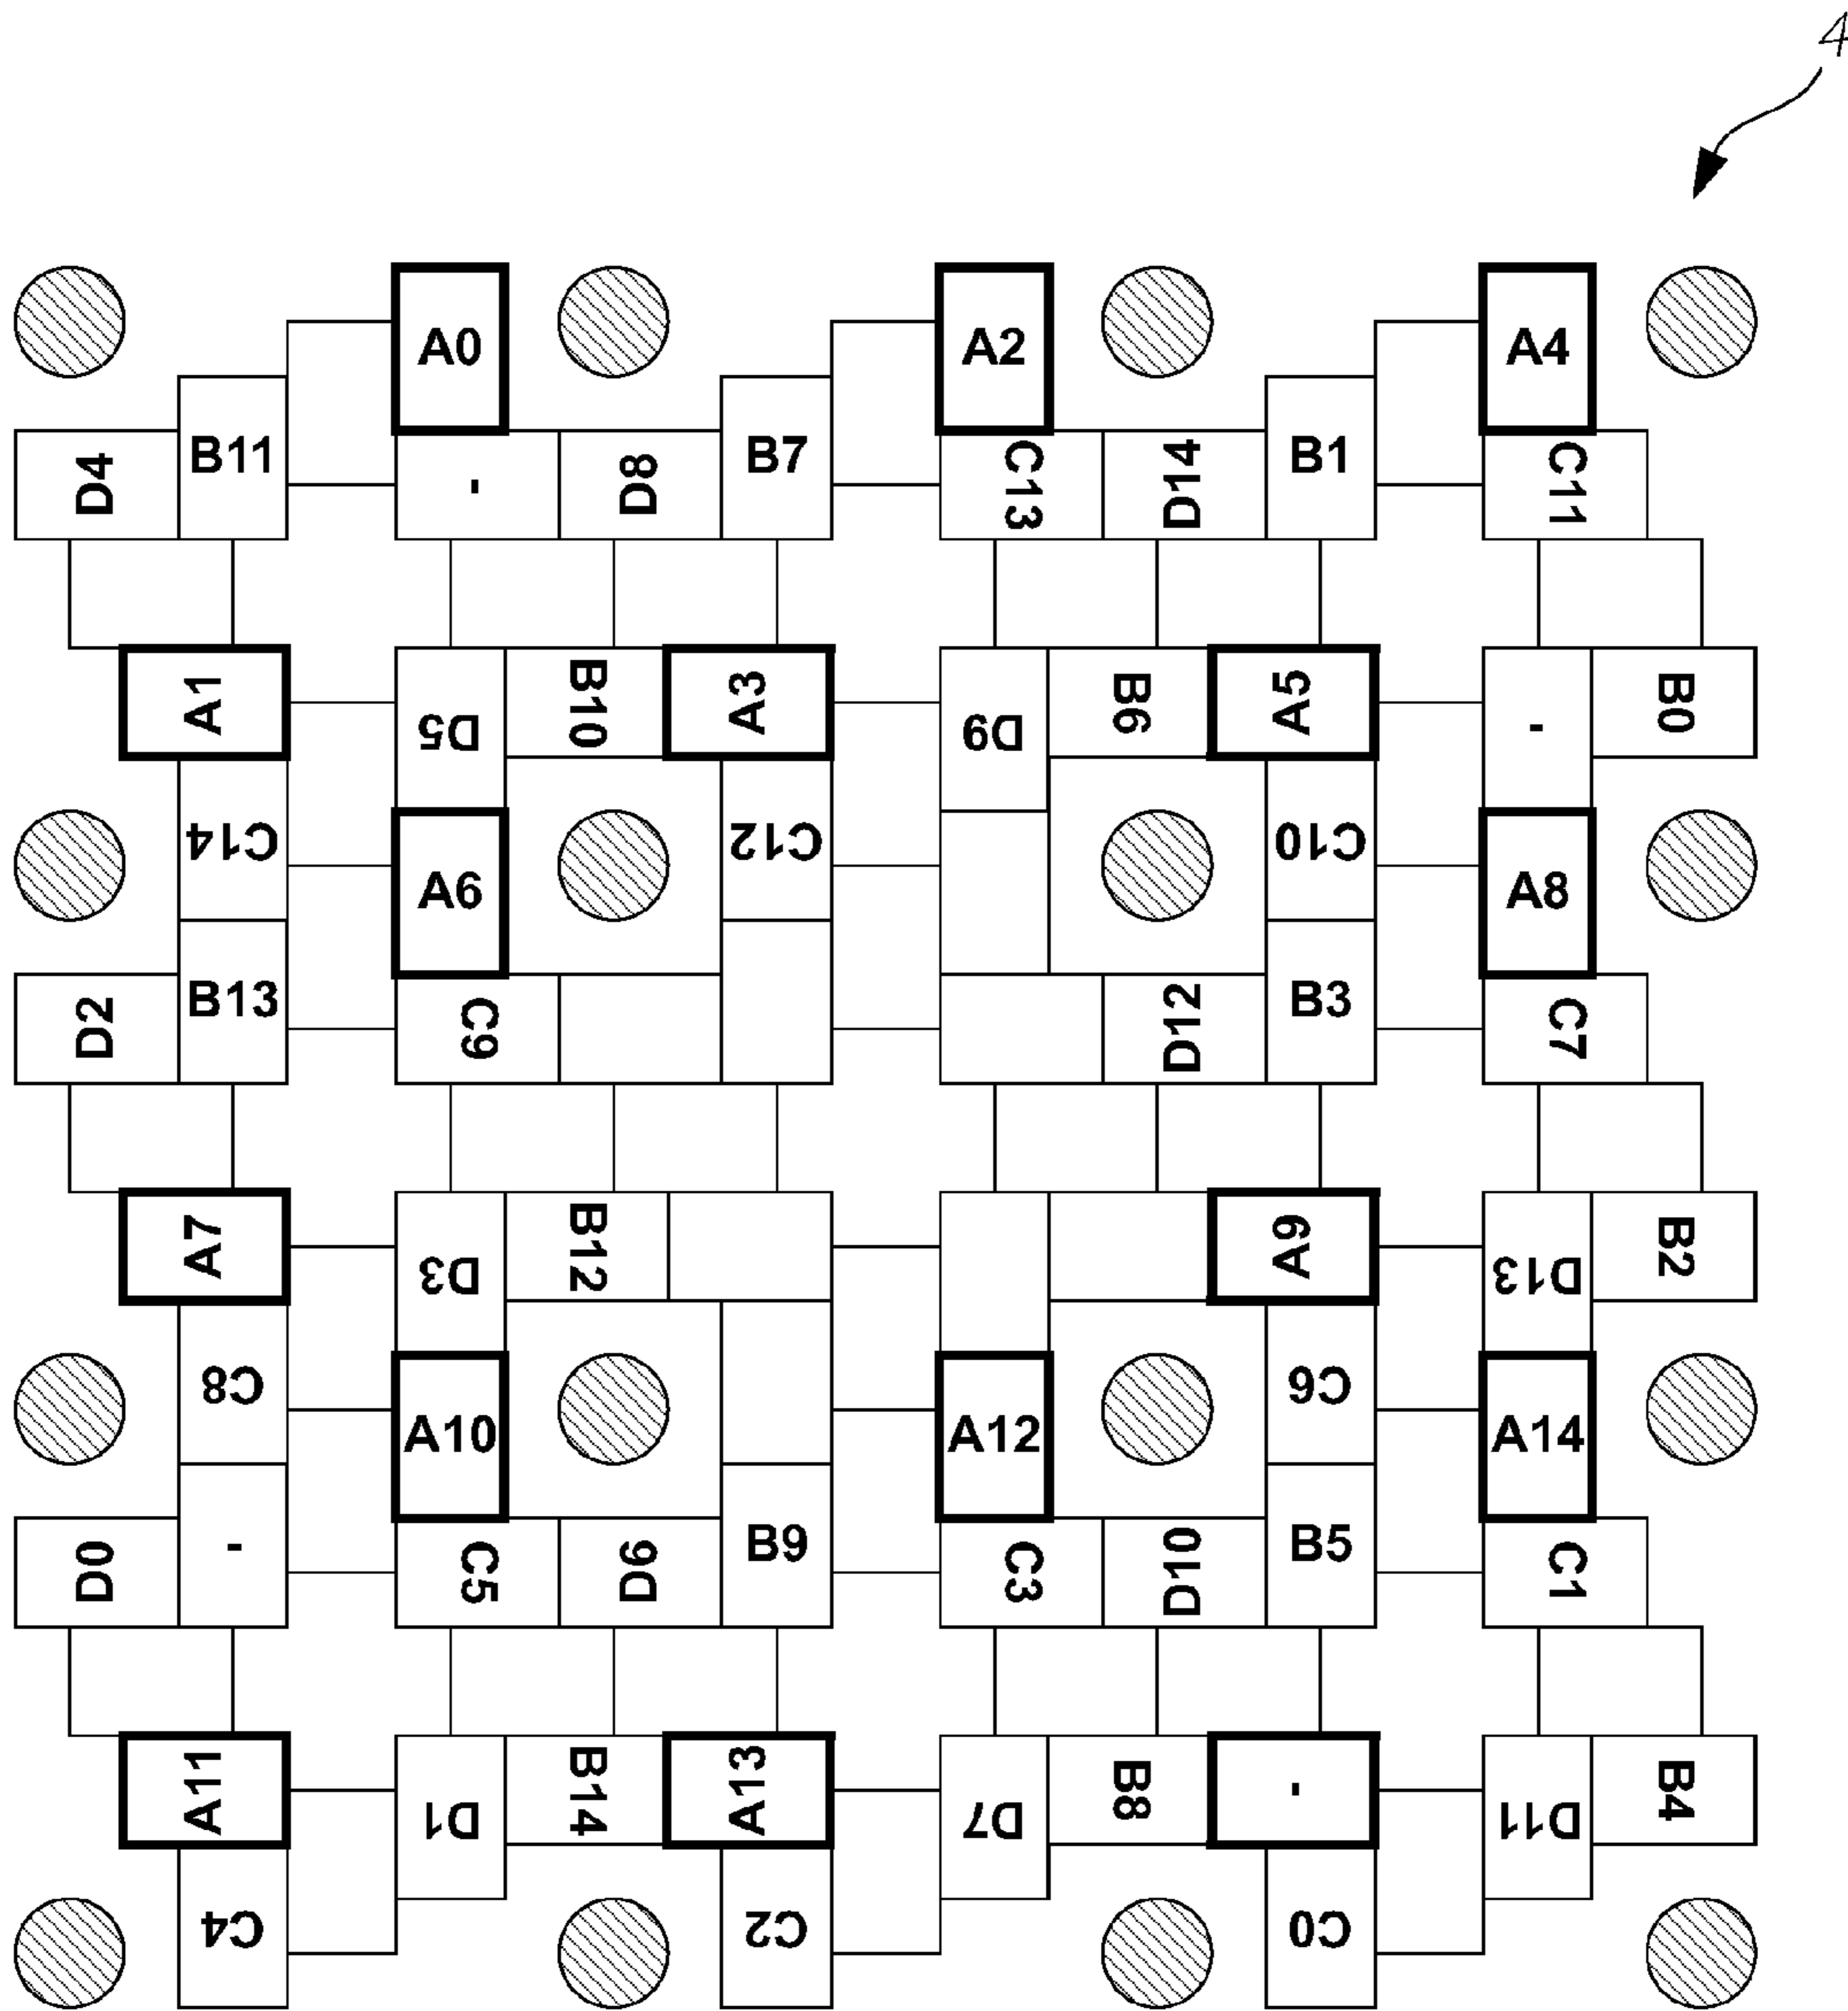 4
A0 A2 A4
D4 B11 - D8 B7 C13 D14 B1 C11
A1 D5 B10 A3 D9 B6 A5 - B0
C14 A6 C12 C10 A8
D2 B13 C9 D12 B3 C7
A7 D3 B12 A9 D13 B2
C8 A10 A12 C6 A14
D0 - C5 D6 B9 C3 D10 B5 C1
A11 D1 B14 A13 D7 B8 - D11 B4
C4 C2 C0